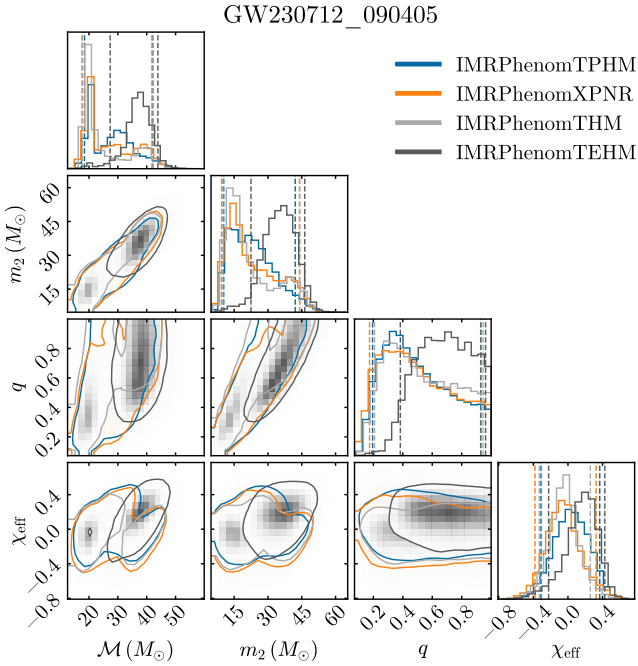 GW230712_090405
IMRPhenomTPHM
IMRPhenomXPNR
IMRPhenomTHM
IMRPhenomTEHM
60
45
30
15
m₂ (M☉)
0.8
0.6
0.4
0.2
q
0.4
0.0
−0.4
−0.8
χeff
20 30 40 50
15 30 45 60
0.2 0.4 0.6 0.8
−0.8 −0.4 0.0 0.4
ℳ (M☉)
m₂ (M☉)
q
χeff